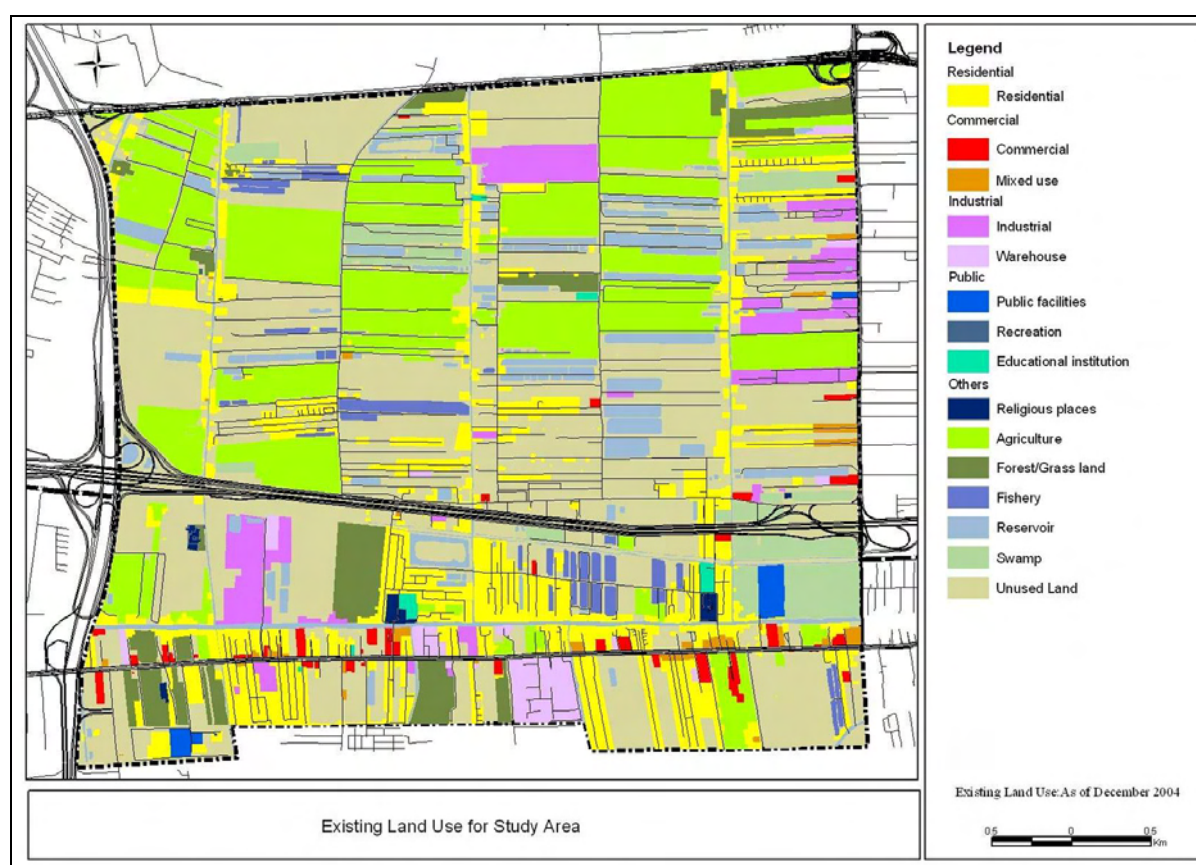 N
Legend
Residential
Residential
Commercial
Commercial
Mixed use
Industrial
Industrial
Warehouse
Public
Public facilities
Recreation
Educational institution
Others
Religious places
Agriculture
Forest/Grass land
Fishery
Reservoir
Swamp
Unused Land
Existing Land Use:As of December 2004
0.5 0 0.5
Km
Existing Land Use for Study Area